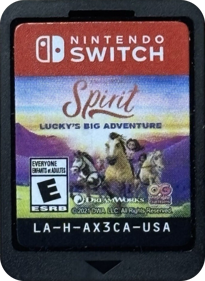 NINTENDO
SWITCH
Spirit
LUCKY'S BIG ADVENTURE
EVERYONE
ENFANTS et ADULTES
E
ESRB
DREAMWORKS
© 2021 DWA, LLC. All Rights Reserved.
LA-H-AX3CA-USA